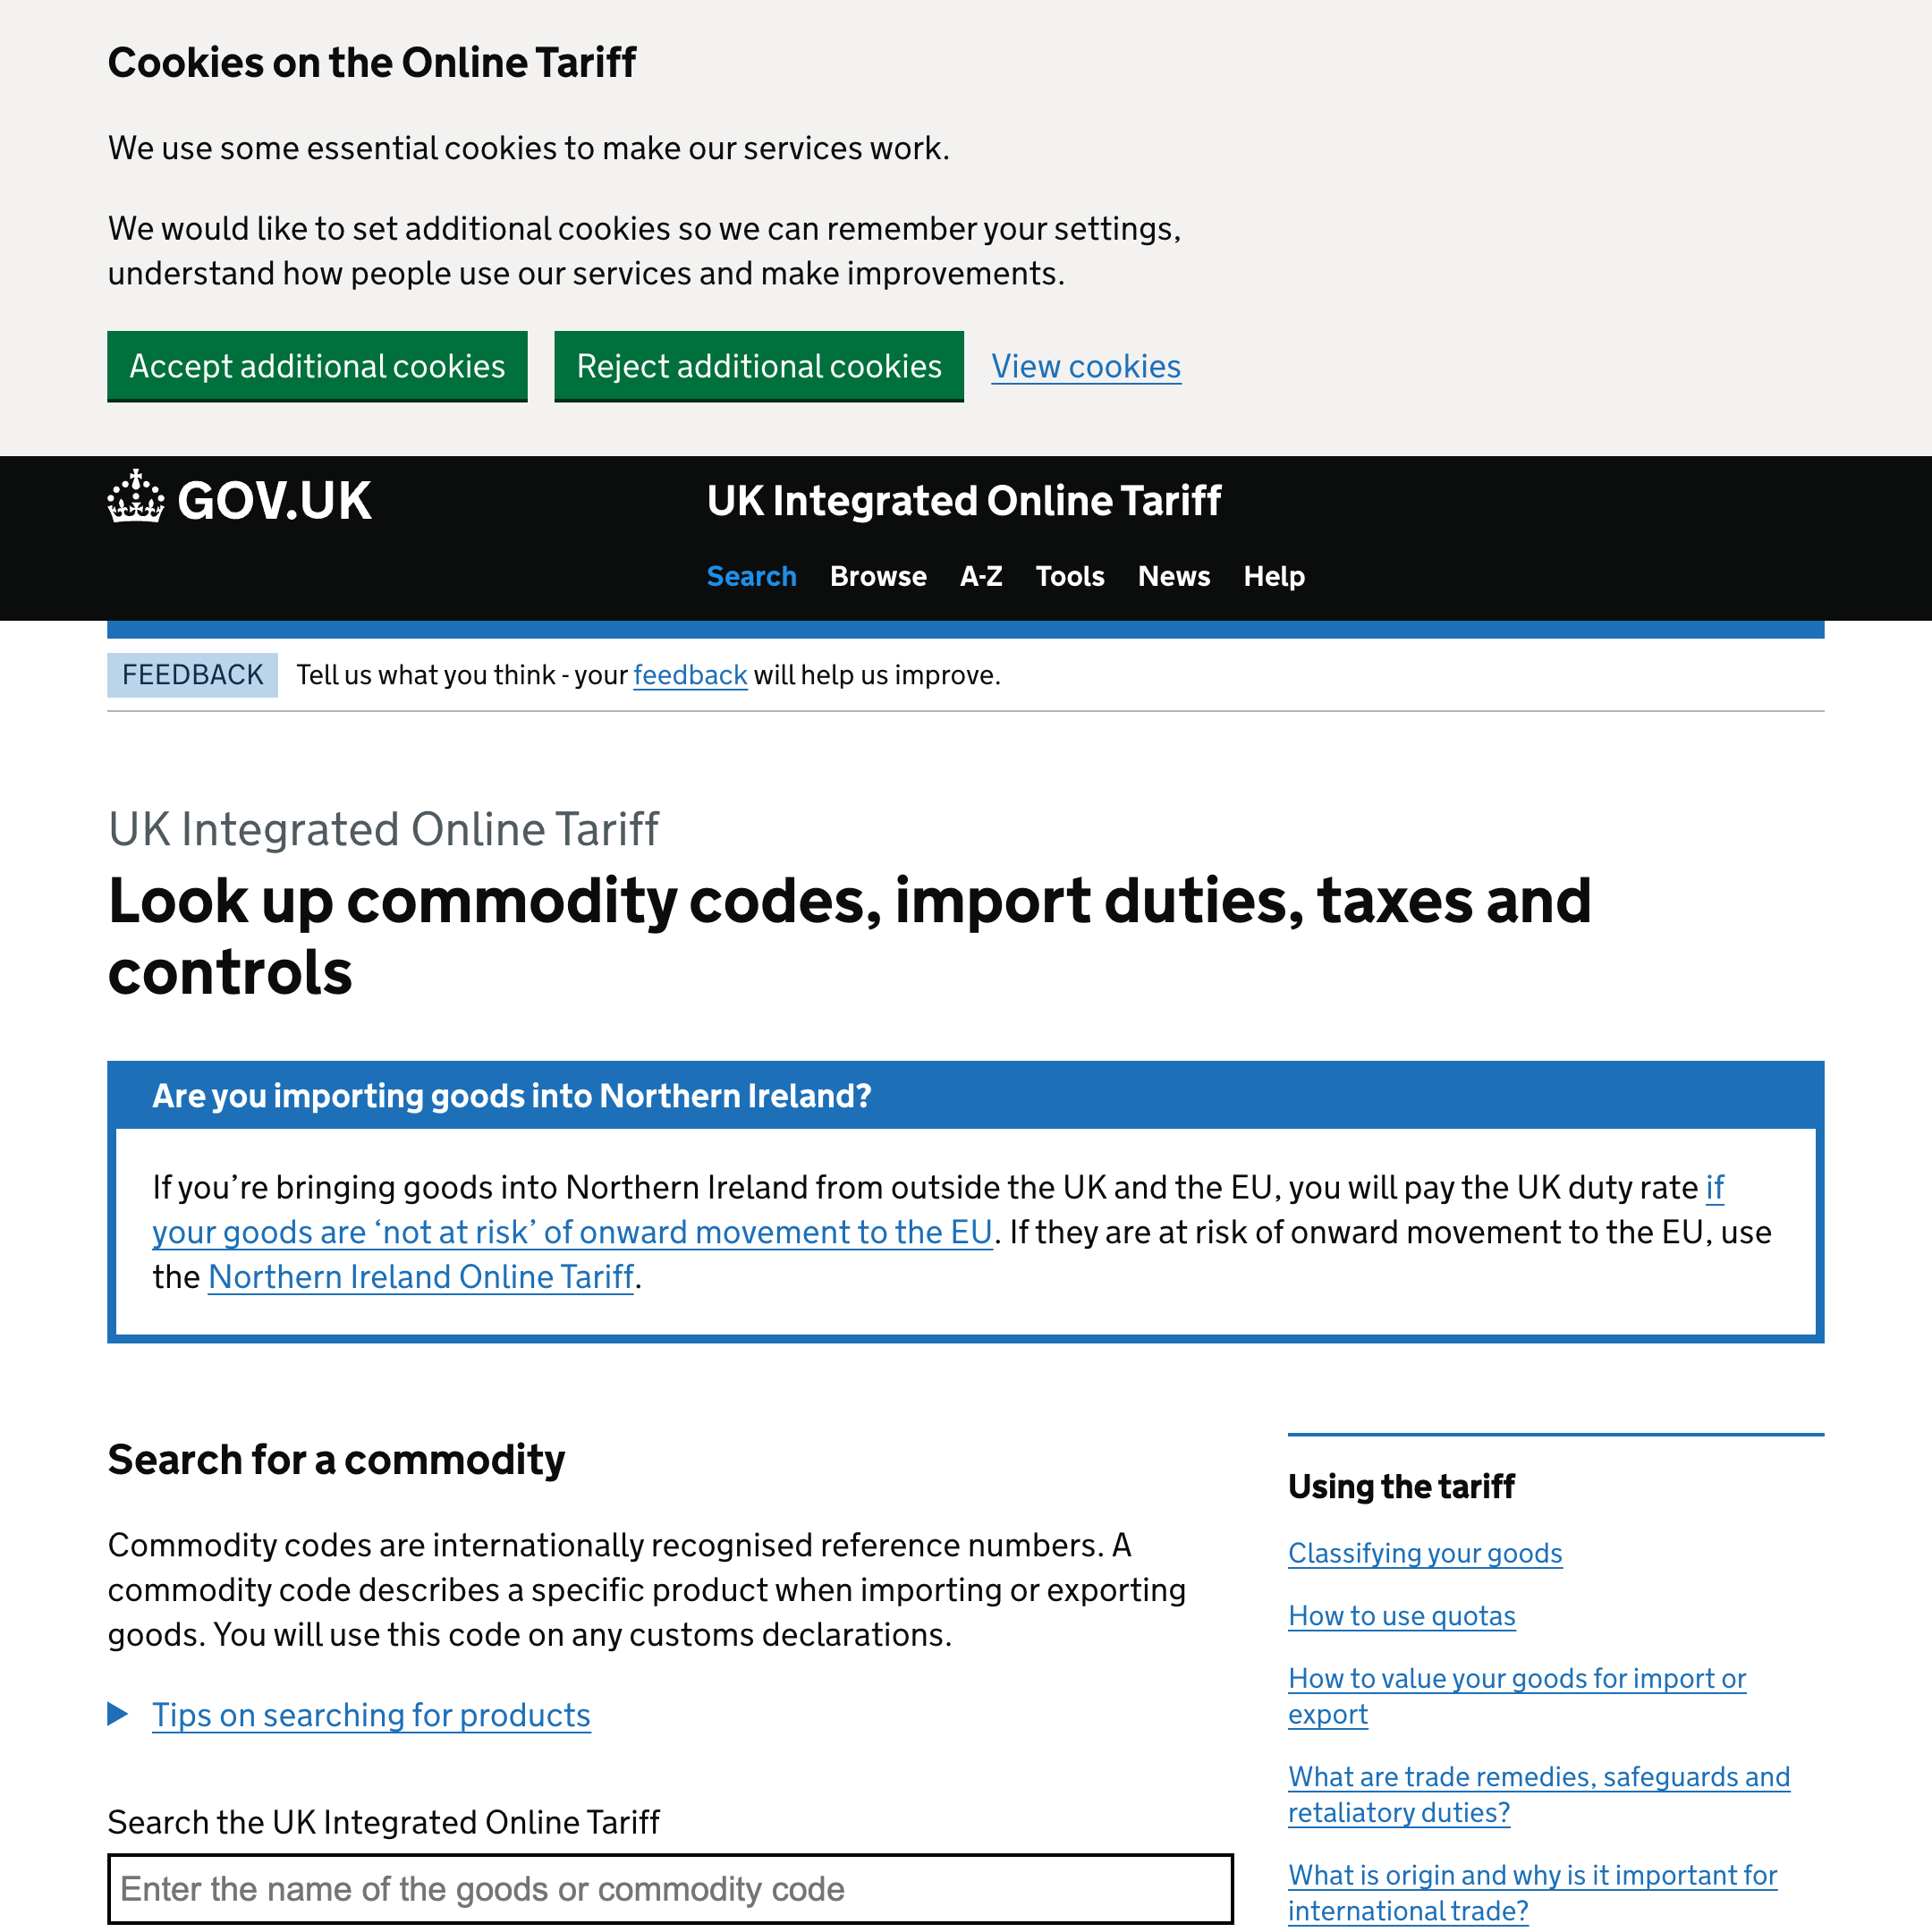 Cookies on the Online Tariff
We use some essential cookies to make our services work.
We would like to set additional cookies so we can remember your settings,
understand how people use our services and make improvements.
Accept additional cookies
Reject additional cookies
View cookies
GOV.UK
UK Integrated Online Tariff
Search Browse A-Z Tools News Help
FEEDBACK Tell us what you think - your feedback will help us improve.
UK Integrated Online Tariff
Look up commodity codes, import duties, taxes and
controls
Are you importing goods into Northern Ireland?
If you’re bringing goods into Northern Ireland from outside the UK and the EU, you will pay the UK duty rate if
your goods are ‘not at risk’ of onward movement to the EU. If they are at risk of onward movement to the EU, use
the Northern Ireland Online Tariff.
Search for a commodity
Commodity codes are internationally recognised reference numbers. A
commodity code describes a specific product when importing or exporting
goods. You will use this code on any customs declarations.
Tips on searching for products
Search the UK Integrated Online Tariff
Enter the name of the goods or commodity code
Using the tariff
Classifying your goods
How to use quotas
How to value your goods for import or
export
What are trade remedies, safeguards and
retaliatory duties?
What is origin and why is it important for
international trade?